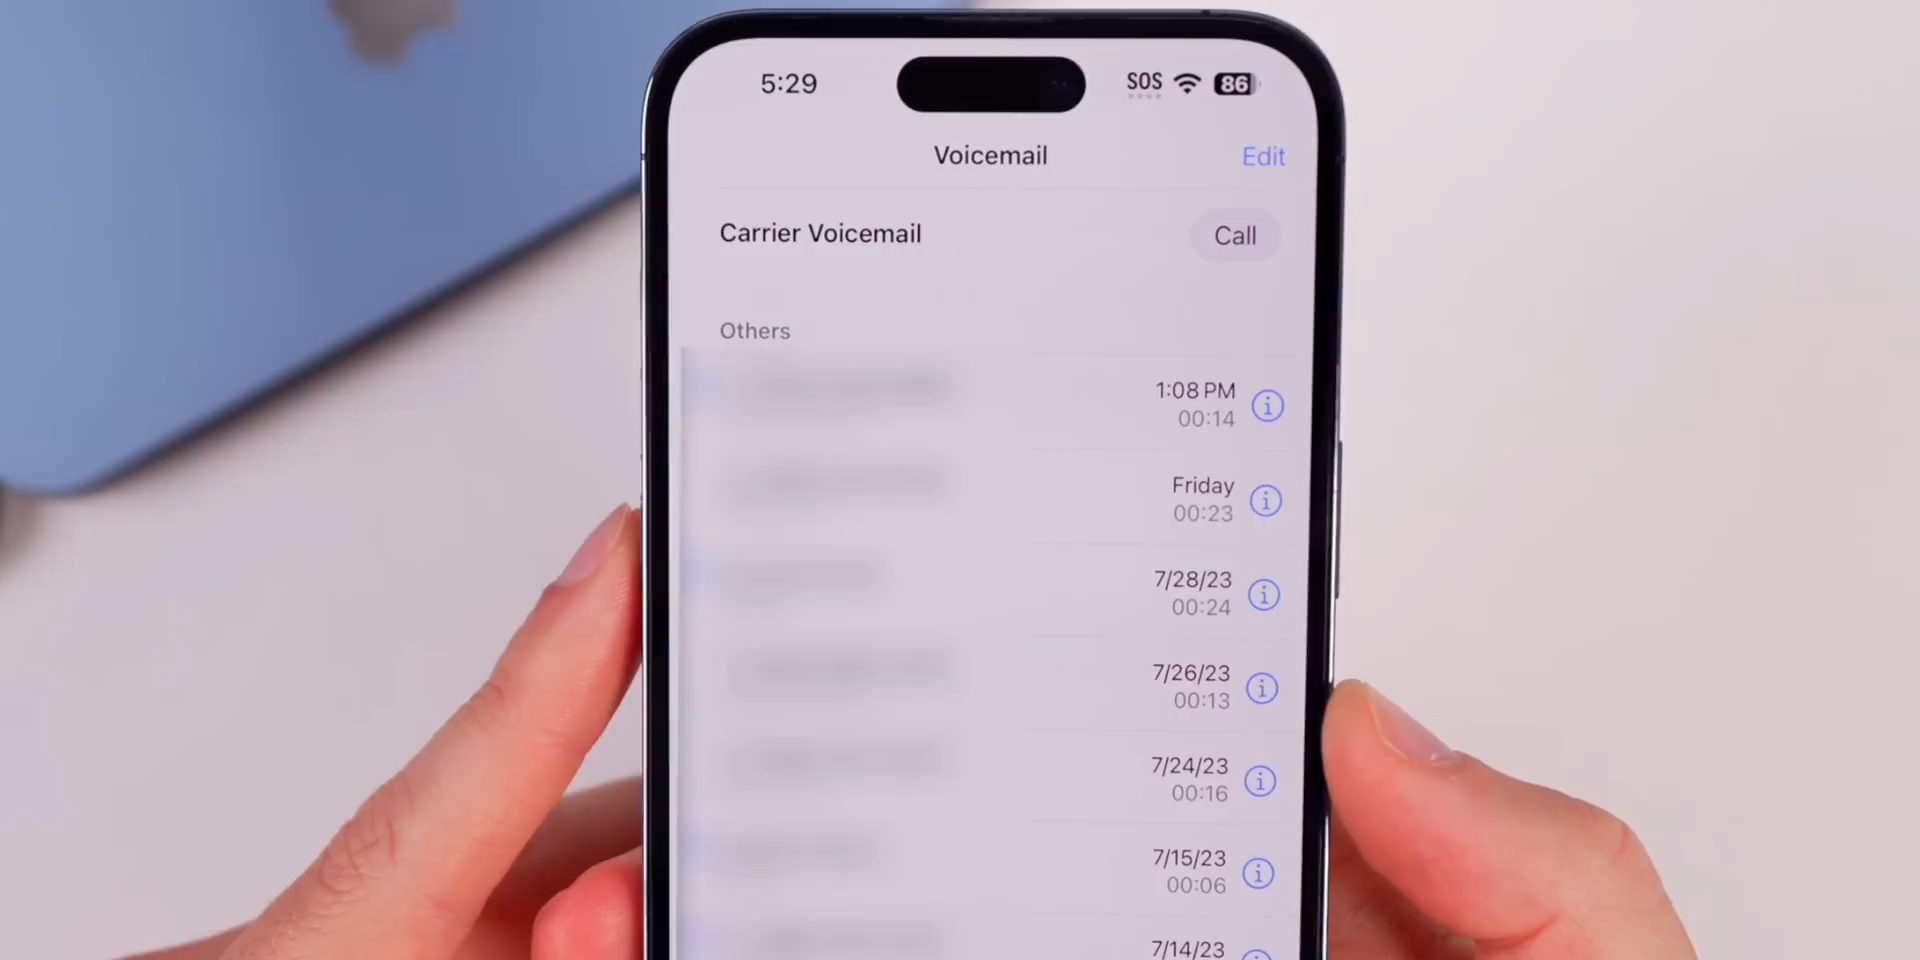 5:29
SOS
86
Voicemail
Edit
Carrier Voicemail
Call
Others
1:08 PM
00:14
Friday
00:23
7/28/23
00:24
7/26/23
00:13
7/24/23
00:16
7/15/23
00:06
7/14/23